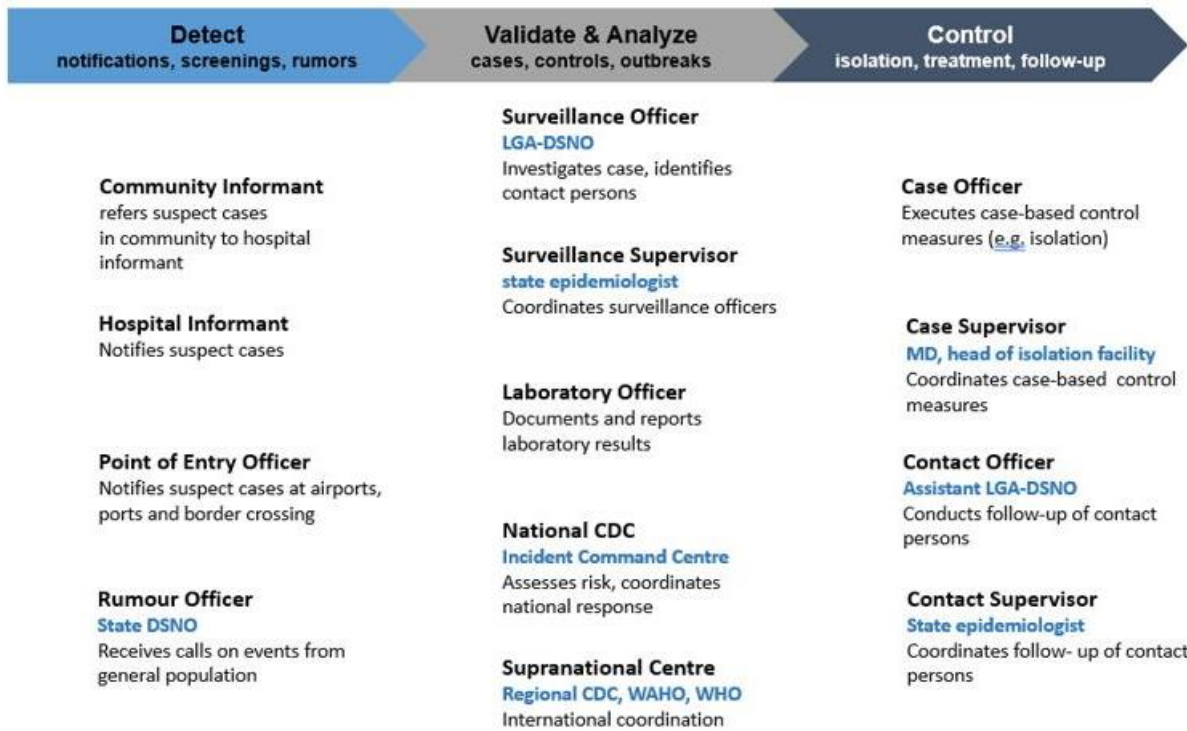 Detect
notifications, screenings, rumors
Validate & Analyze
cases, controls, outbreaks
Control
isolation, treatment, follow-up
Community Informant
refers suspect cases
in community to hospital
informant
Hospital Informant
Notifies suspect cases
Point of Entry Officer
Notifies suspect cases at airports,
ports and border crossing
Rumour Officer
State DSNO
Receives calls on events from
general population
Surveillance Officer
LGA-DSNO
Investigates case, identifies
contact persons
Surveillance Supervisor
state epidemiologist
Coordinates surveillance officers
Laboratory Officer
Documents and reports
laboratory results
National CDC
Incident Command Centre
Assesses risk, coordinates
national response
Supranational Centre
Regional CDC, WAHO, WHO
International coordination
Case Officer
Executes case-based control
measures (e.g. isolation)
Case Supervisor
MD, head of isolation facility
Coordinates case-based control
measures
Contact Officer
Assistant LGA-DSNO
Conducts follow-up of contact
persons
Contact Supervisor
State epidemiologist
Coordinates follow- up of contact
persons